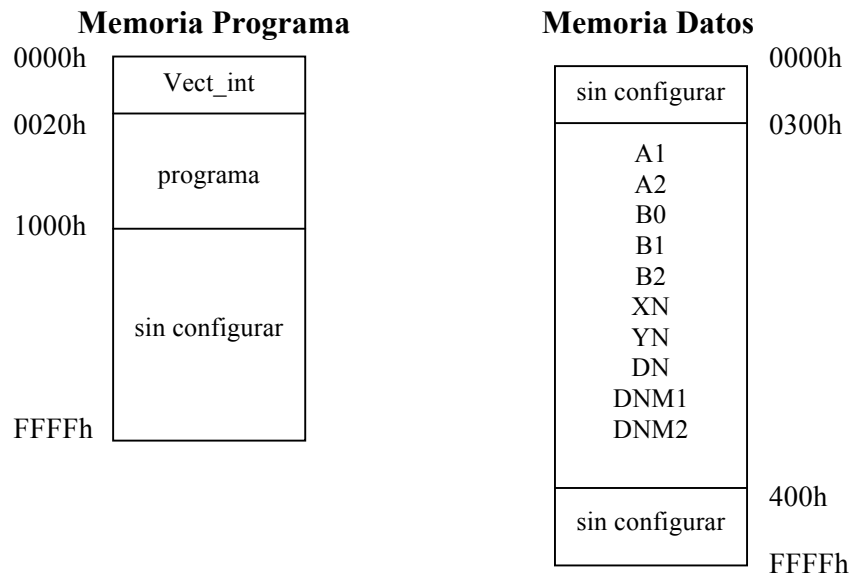 Memoria Programa
0000h
Vect_int
0020h
programa
1000h
sin configurar
FFFFh
Memoria Datos
0000h
sin configurar
0300h
A1
A2
B0
B1
B2
XN
YN
DN
DNM1
DNM2
400h
sin configurar
FFFFh